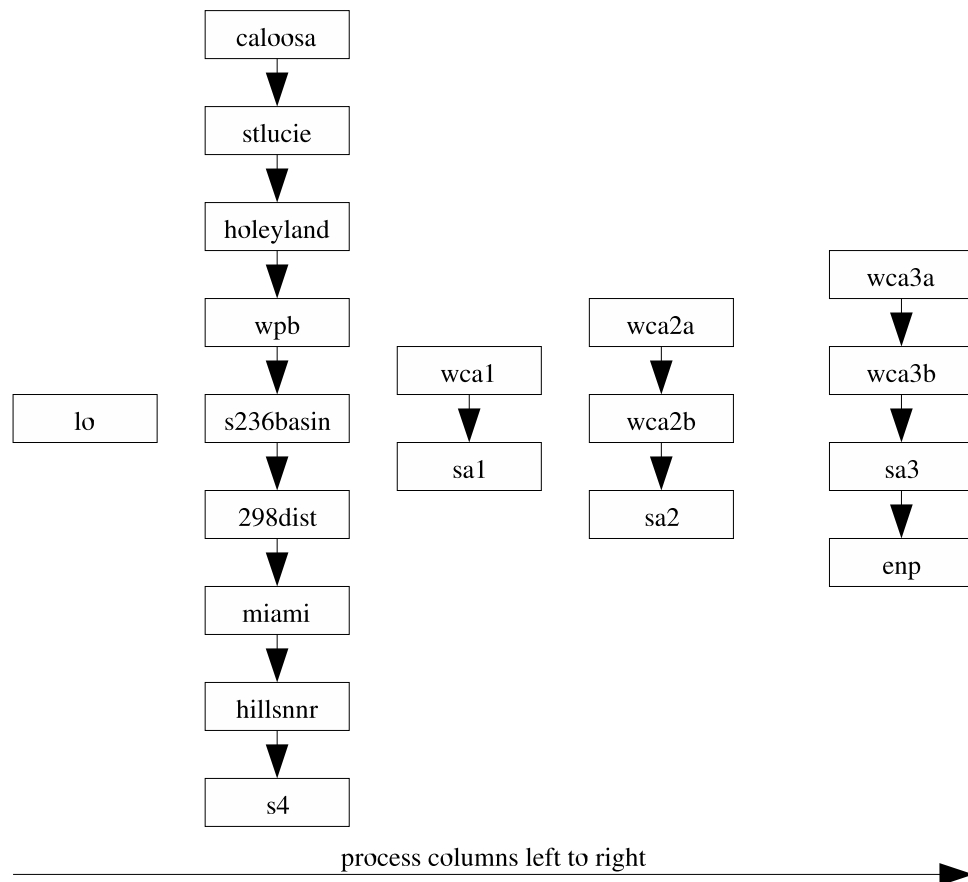 lo
caloosa
stlucie
holeyland
wpb
s236basin
298dist
miami
hillsnnr
s4
wca1
sa1
wca2a
wca2b
sa2
wca3a
wca3b
sa3
enp
process columns left to right